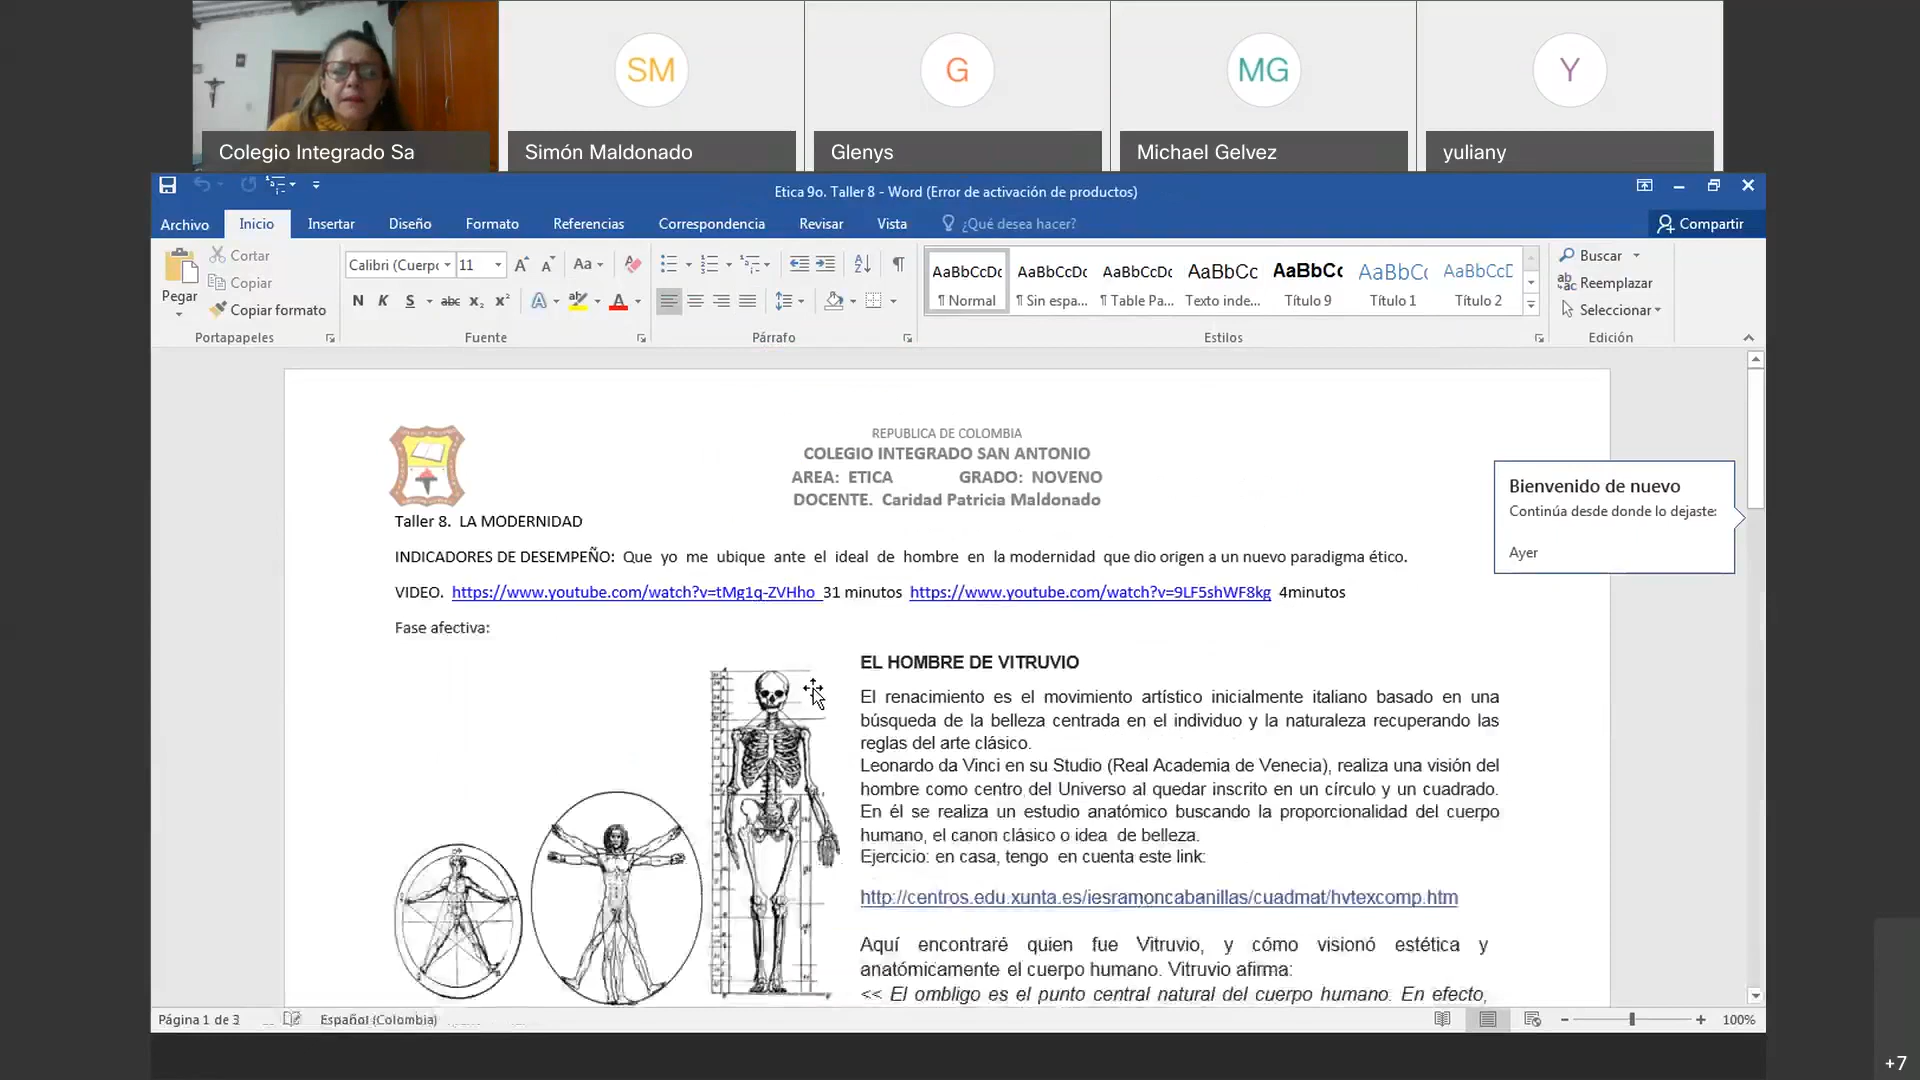 SM
G
MG
Y
Colegio Integrado Sa
Simón Maldonado
Glenys
Michael Gelvez
yuliany
Etica 9o. Taller 8 - Word (Error de activación de productos)
Archivo
Inicio
Insertar
Diseño
Formato
Referencias
Correspondencia
Revisar
Vista
¿Qué desea hacer?
Compartir
Pegar
Cortar
Copiar
Copiar formato
Portapapeles
Calibri (Cuerpo
11
Aa
N K S abc x₂ x²
A
A
Fuente
Párrafo
AaBbCcDc
¶ Normal
AaBbCcDc
¶ Sin espa...
AaBbCcDc
¶ Table Pa...
AaBbCc
Texto inde...
AaBbCc
Título 9
AaBbC
Título 1
AaBbCcD
Título 2
Estilos
Buscar
Reemplazar
Seleccionar
Edición
REPUBLICA DE COLOMBIA
COLEGIO INTEGRADO SAN ANTONIO
AREA: ETICA GRADO: NOVENO
DOCENTE. Caridad Patricia Maldonado
Taller 8. LA MODERNIDAD
INDICADORES DE DESEMPEÑO: Que yo me ubique ante el ideal de hombre en la modernidad que dio origen a un nuevo paradigma ético.
VIDEO. https://www.youtube.com/watch?v=tMg1q-ZVHho 31 minutos https://www.youtube.com/watch?v=9LF5shWF8kg 4minutos
Fase afectiva:
EL HOMBRE DE VITRUVIO
El renacimiento es el movimiento artístico inicialmente italiano basado en una
búsqueda de la belleza centrada en el individuo y la naturaleza recuperando las
reglas del arte clásico.
Leonardo da Vinci en su Studio (Real Academia de Venecia), realiza una visión del
hombre como centro del Universo al quedar inscrito en un círculo y un cuadrado.
En él se realiza un estudio anatómico buscando la proporcionalidad del cuerpo
humano, el canon clásico o idea de belleza.
Ejercicio: en casa, tengo en cuenta este link:
http://centros.edu.xunta.es/iesramoncabanillas/cuadmat/hvtexcomp.htm
Aquí encontraré quien fue Vitruvio, y cómo visionó estética y
anatómicamente el cuerpo humano. Vitruvio afirma:
<< El ombligo es el punto central natural del cuerpo humano. En efecto,
Bienvenido de nuevo
Continúa desde donde lo dejaste:
Ayer
Página 1 de 3
Español (Colombia)
100%
+7